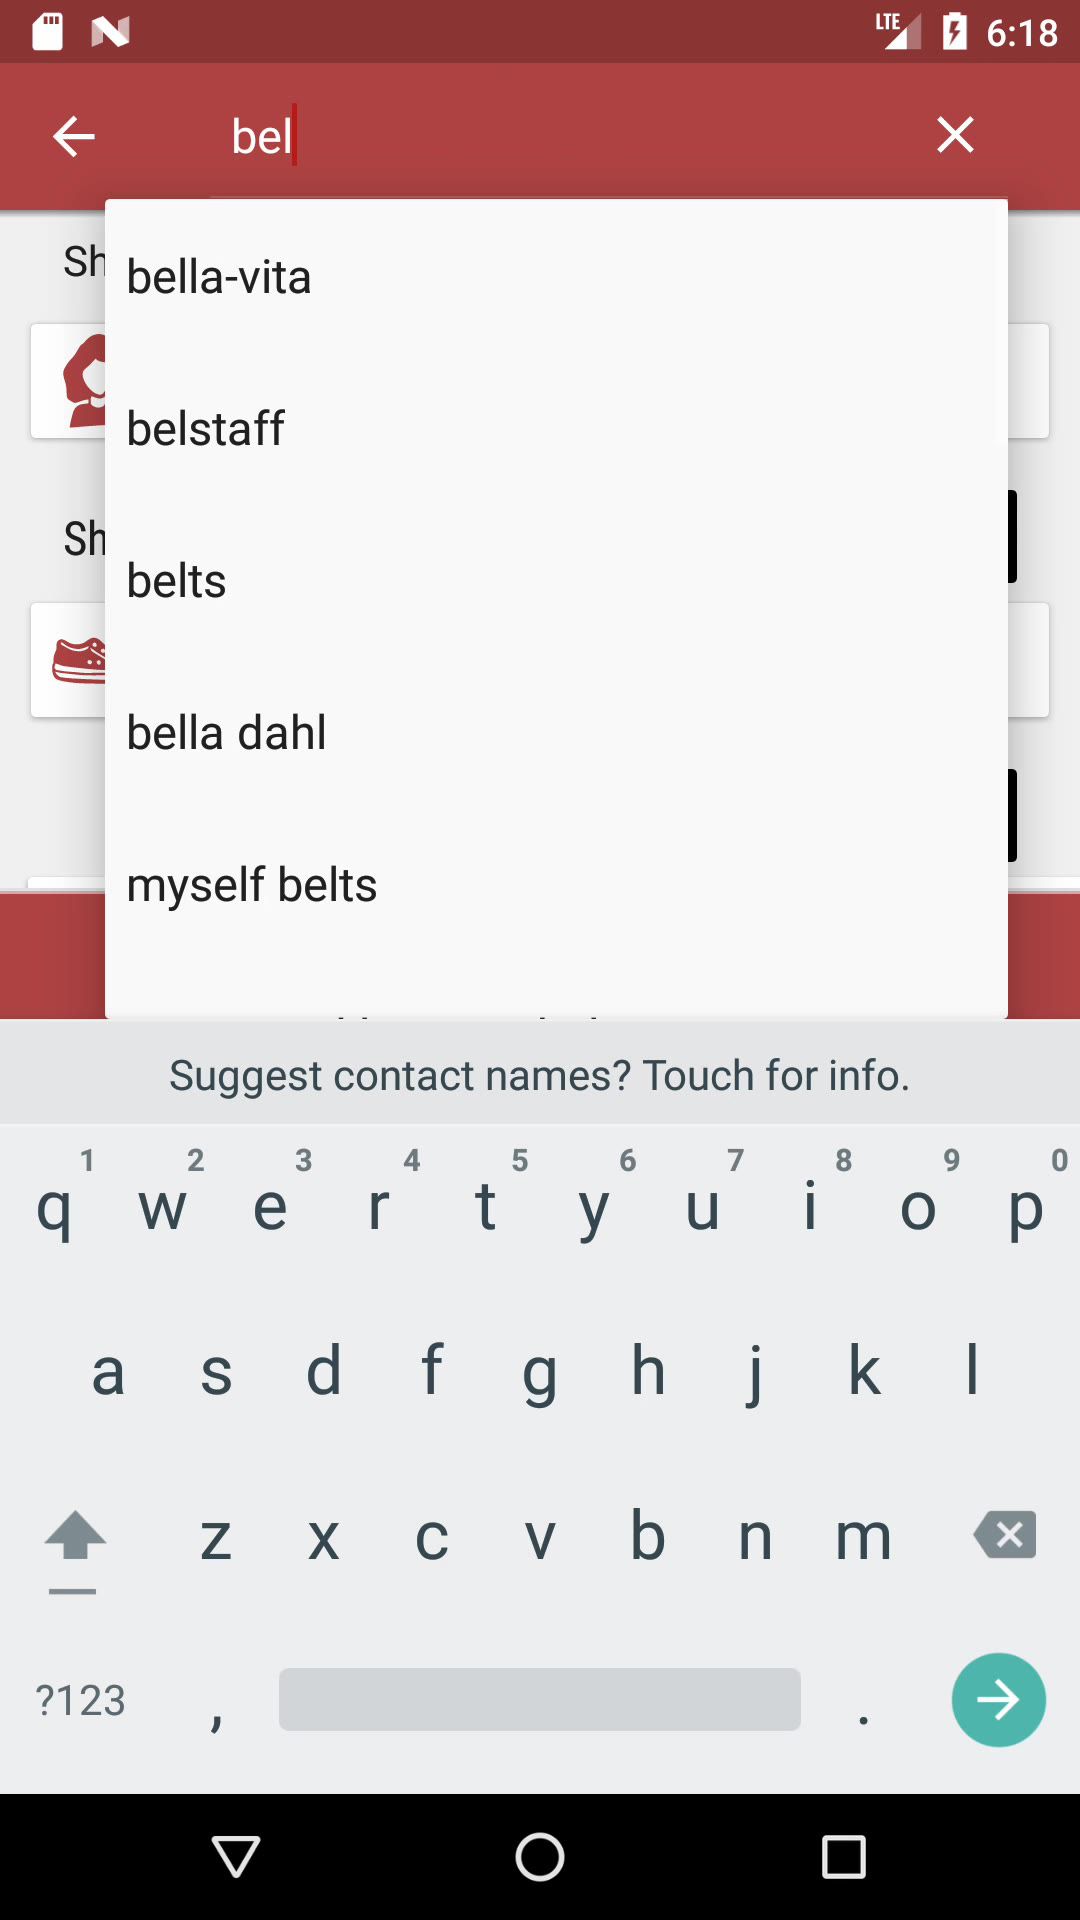 LTE 6:18
bel
Sh
bella-vita
belstaff
Sh
belts
bella dahl
myself belts
Suggest contact names? Touch for info.
1 2 3 4 5 6 7 8 9 0
q w e r t y u i o p
a s d f g h j k l
z x c v b n m
?123 , .